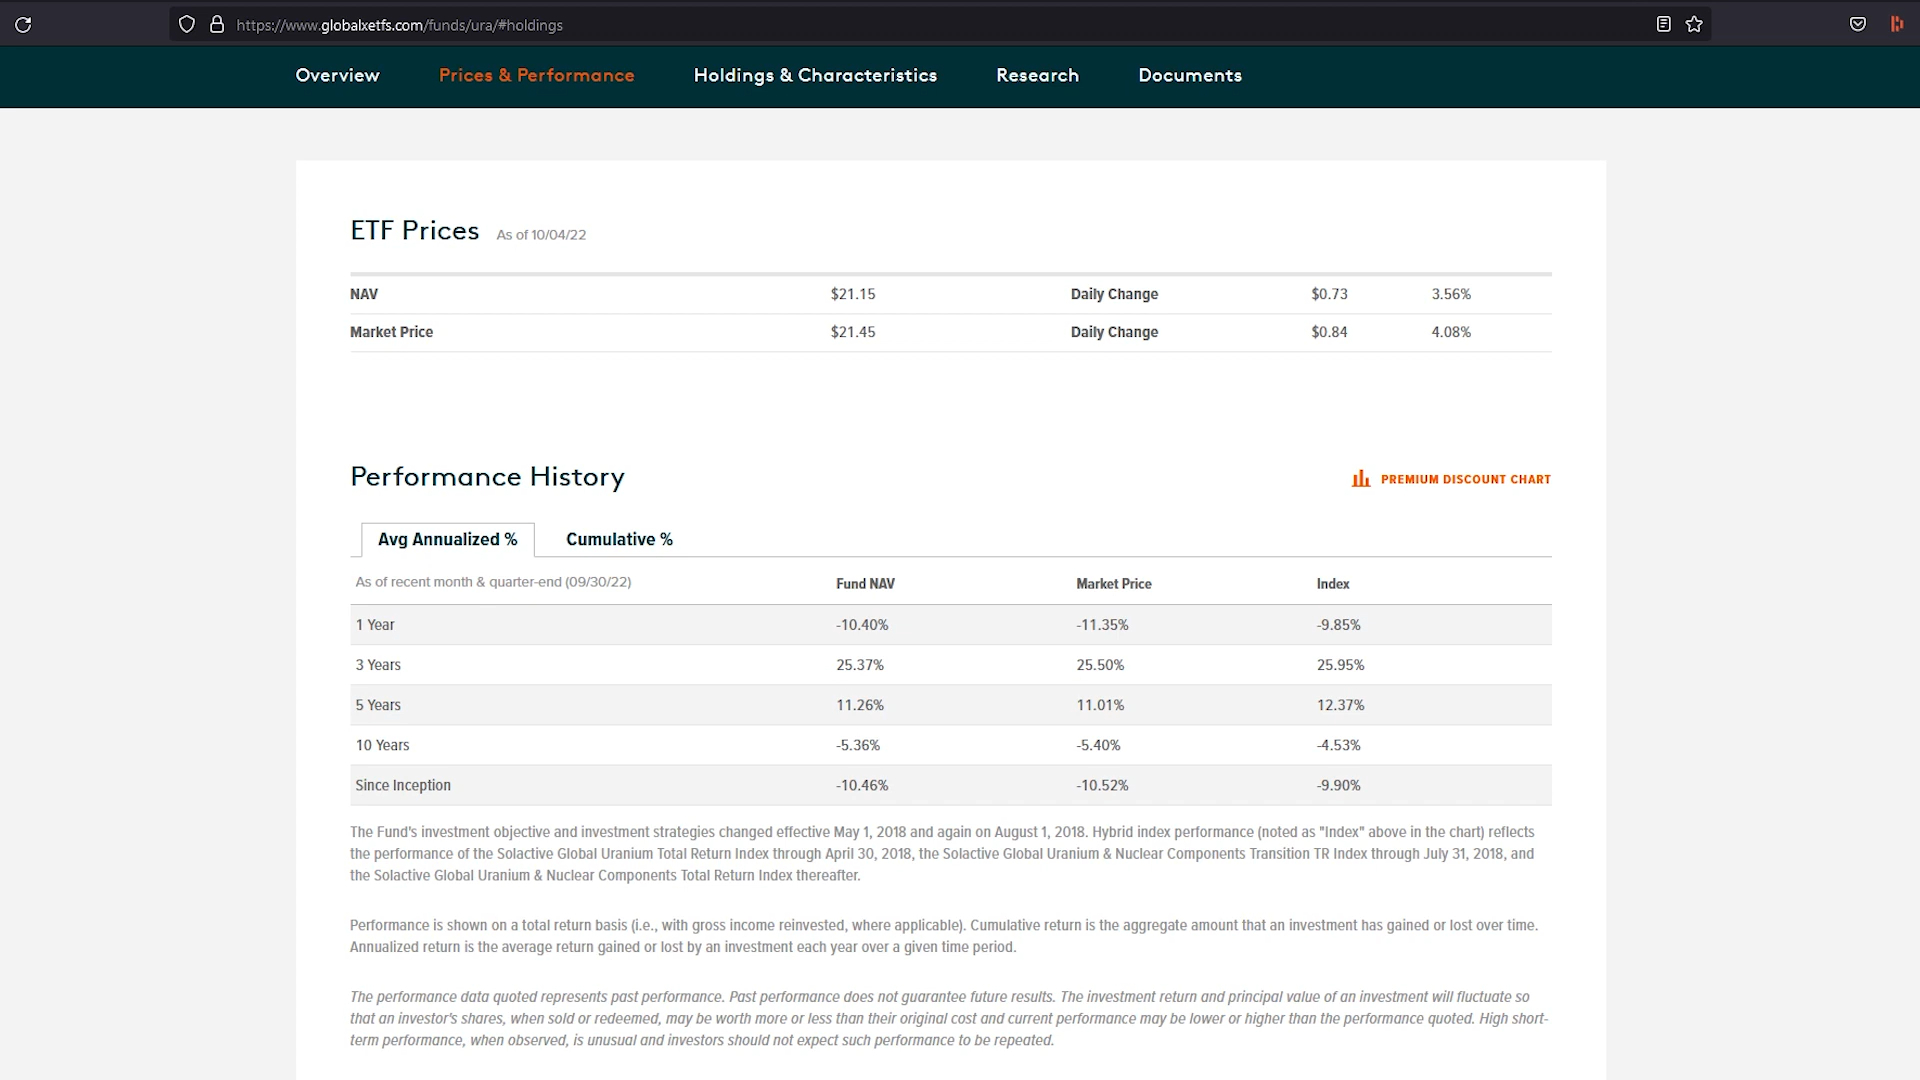 https://www.globalxetfs.com/funds/ura/#holdings
Overview Prices & Performance Holdings & Characteristics Research Documents
ETF Prices As of 10/04/22
NAV $21.15 Daily Change $0.73 3.56%
Market Price $21.45 Daily Change $0.84 4.08%
Performance History PREMIUM DISCOUNT CHART
Avg Annualized % Cumulative %
As of recent month & quarter-end (09/30/22) Fund NAV Market Price Index
1 Year -10.40% -11.35% -9.85%
3 Years 25.37% 25.50% 25.95%
5 Years 11.26% 11.01% 12.37%
10 Years -5.36% -5.40% -4.53%
Since Inception -10.46% -10.52% -9.90%
The Fund's investment objective and investment strategies changed effective May 1, 2018 and again on August 1, 2018. Hybrid index performance (noted as "Index" above in the chart) reflects
the performance of the Solactive Global Uranium Total Return Index through April 30, 2018, the Solactive Global Uranium & Nuclear Components Transition TR Index through July 31, 2018, and
the Solactive Global Uranium & Nuclear Components Total Return Index thereafter.
Performance is shown on a total return basis (i.e., with gross income reinvested, where applicable). Cumulative return is the aggregate amount that an investment has gained or lost over time.
Annualized return is the average return gained or lost by an investment each year over a given time period.
The performance data quoted represents past performance. Past performance does not guarantee future results. The investment return and principal value of an investment will fluctuate so
that an investor's shares, when sold or redeemed, may be worth more or less than their original cost and current performance may be lower or higher than the performance quoted. High short-
term performance, when observed, is unusual and investors should not expect such performance to be repeated.